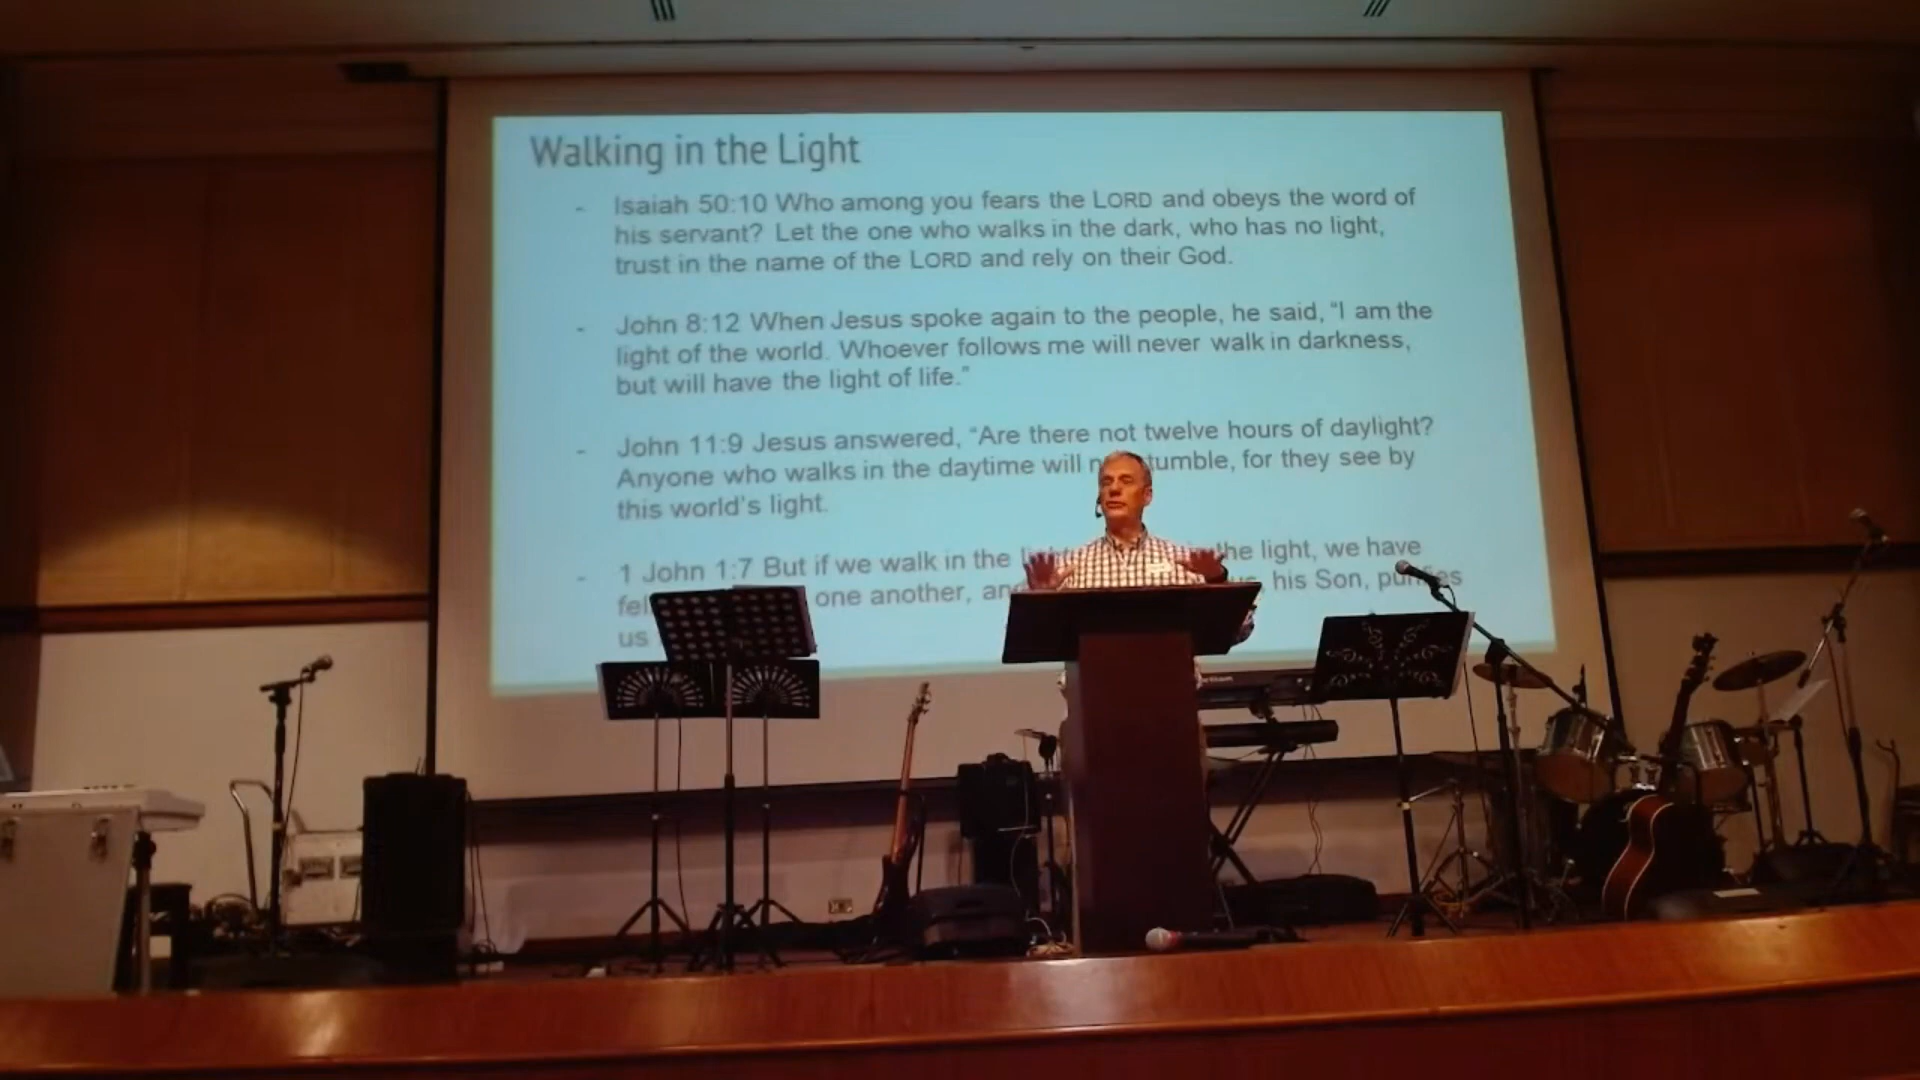 Walking in the Light
- Isaiah 50:10 Who among you fears the LORD and obeys the word of
his servant? Let the one who walks in the dark, who has no light,
trust in the name of the LORD and rely on their God.
- John 8:12 When Jesus spoke again to the people, he said, “I am the
light of the world. Whoever follows me will never walk in darkness,
but will have the light of life.”
- John 11:9 Jesus answered, “Are there not twelve hours of daylight?
Anyone who walks in the daytime will tumble, for they see by
this world's light.
- 1 John 1:7 But if we walk in the the light, we have
one another, his Son, purifies
us